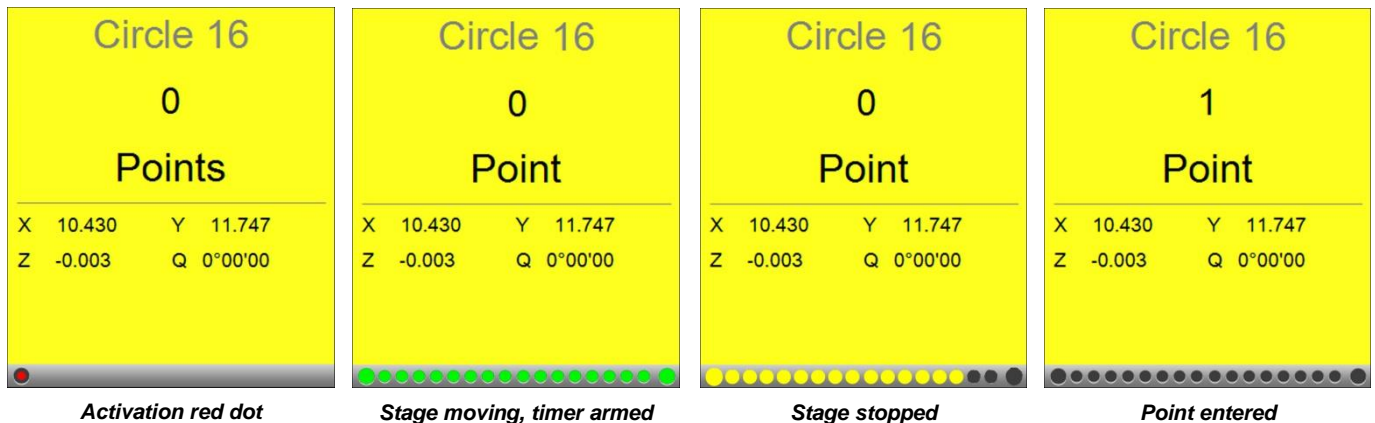 Circle 16
0
Points
X 10.430 Y 11.747
Z -0.003 Q 0°00'00
Activation red dot
Circle 16
0
Point
X 10.430 Y 11.747
Z -0.003 Q 0°00'00
Stage moving, timer armed
Circle 16
0
Point
X 10.430 Y 11.747
Z -0.003 Q 0°00'00
Stage stopped
Circle 16
1
Point
X 10.430 Y 11.747
Z -0.003 Q 0°00'00
Point entered